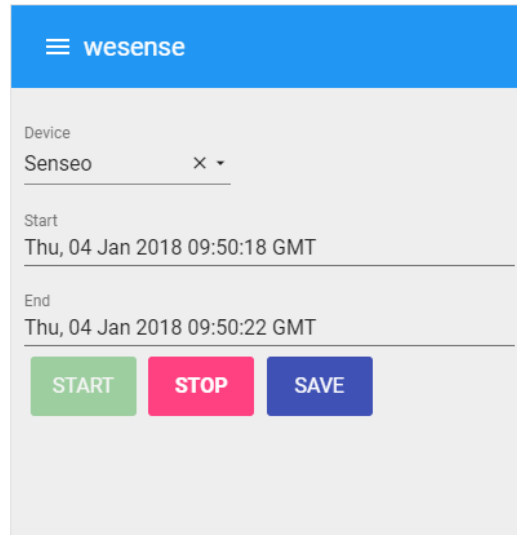 wesense
Device
Senseo
Start
Thu, 04 Jan 2018 09:50:18 GMT
End
Thu, 04 Jan 2018 09:50:22 GMT
START STOP SAVE